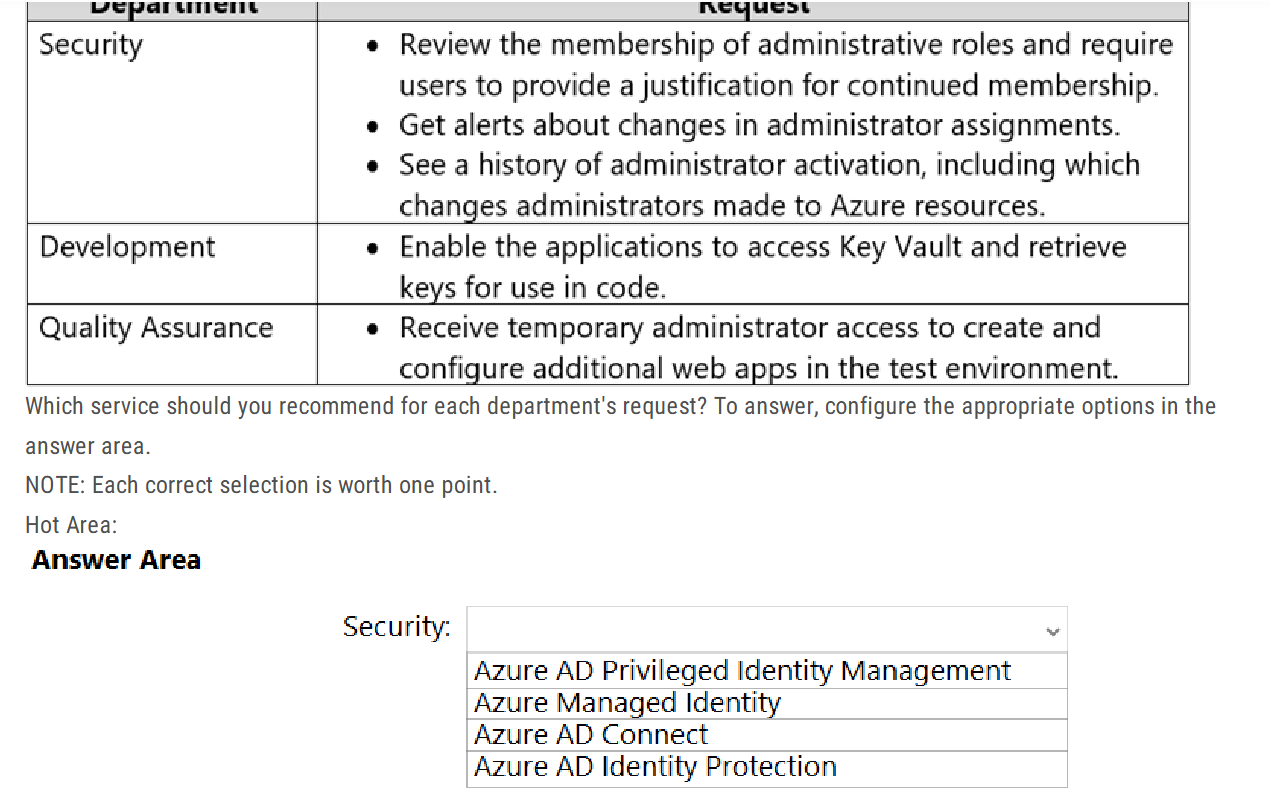 Department Request
Security
• Review the membership of administrative roles and require
users to provide a justification for continued membership.
• Get alerts about changes in administrator assignments.
• See a history of administrator activation, including which
changes administrators made to Azure resources.
Development
• Enable the applications to access Key Vault and retrieve
keys for use in code.
Quality Assurance
• Receive temporary administrator access to create and
configure additional web apps in the test environment.
Which service should you recommend for each department's request? To answer, configure the appropriate options in the
answer area.
NOTE: Each correct selection is worth one point.
Hot Area:
Answer Area
Security:
Azure AD Privileged Identity Management
Azure Managed Identity
Azure AD Connect
Azure AD Identity Protection